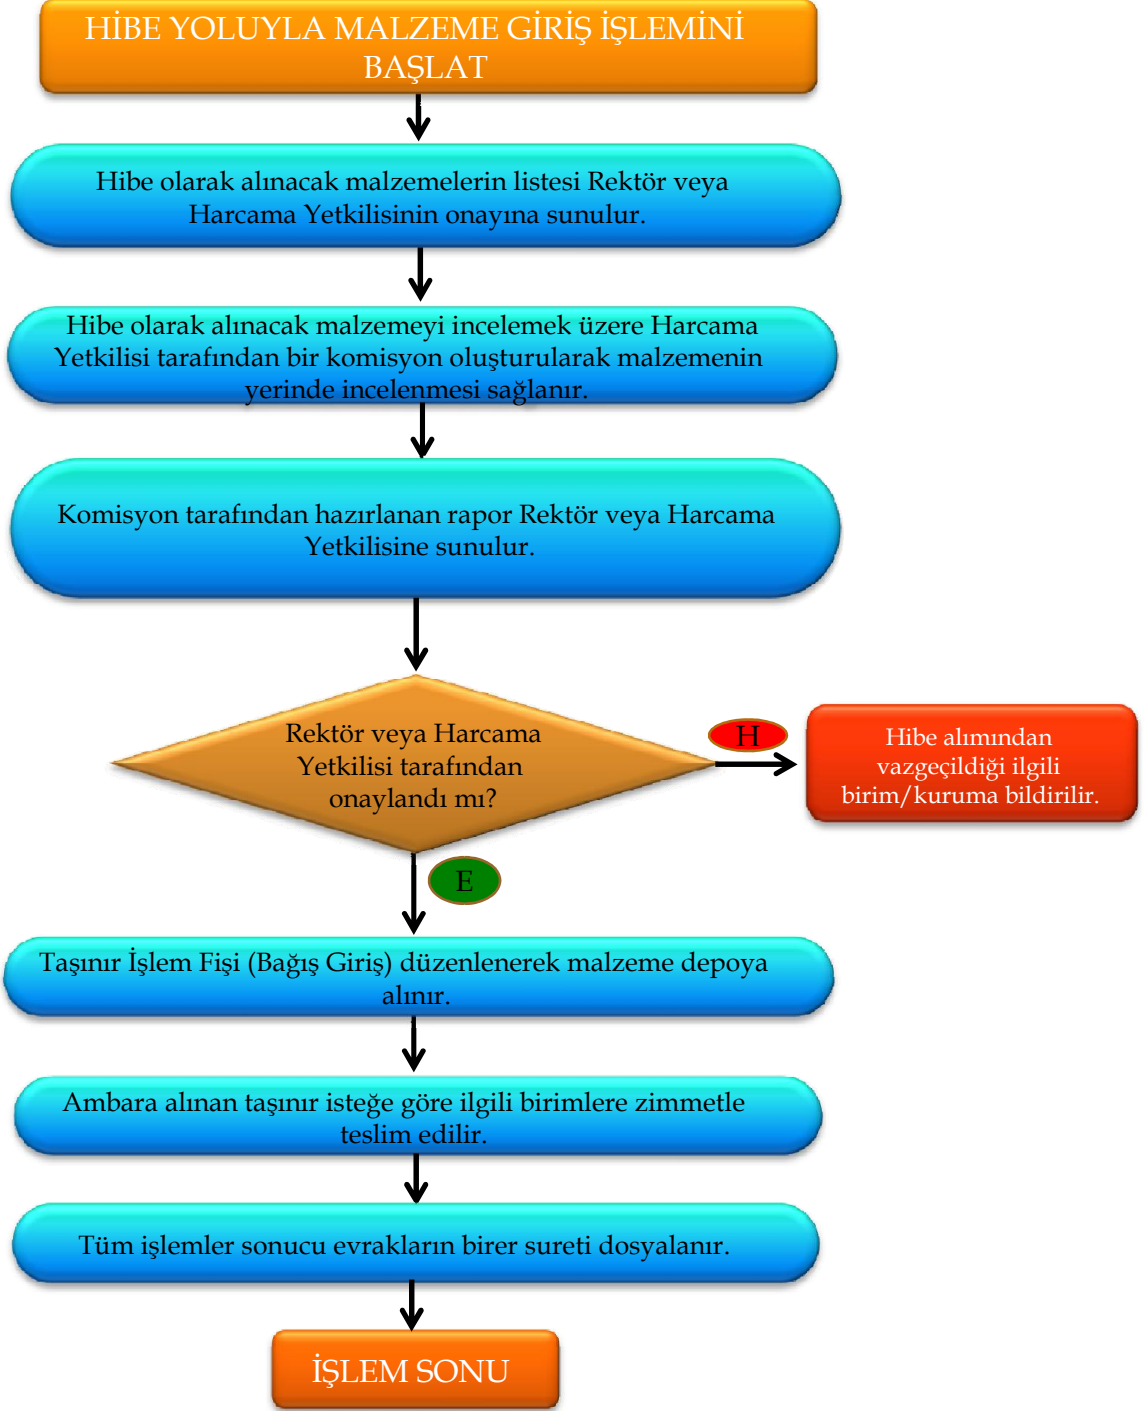 HİBE YOLUYLA MALZEME GİRİŞ İŞLEMİNİ
BAŞLAT
Hibe olarak alınacak malzemelerin listesi Rektör veya
Harcama Yetkilisinin onayına sunulur.
Hibe olarak alınacak malzemeyi incelemek üzere Harcama
Yetkilisi tarafından bir komisyon oluşturularak malzemenin
yerinde incelenmesi sağlanır.
Komisyon tarafından hazırlanan rapor Rektör veya Harcama
Yetkilisine sunulur.
Rektör veya Harcama
Yetkilisi tarafından
onaylandı mı?
H
Hibe alımından
vazgeçildiği ilgili
birim/kuruma bildirilir.
E
Taşınır İşlem Fişi (Bağış Giriş) düzenlenerek malzeme depoya
alınır.
Ambara alınan taşınır isteğe göre ilgili birimlere zimmetle
teslim edilir.
Tüm işlemler sonucu evrakların birer sureti dosyalanır.
İŞLEM SONU